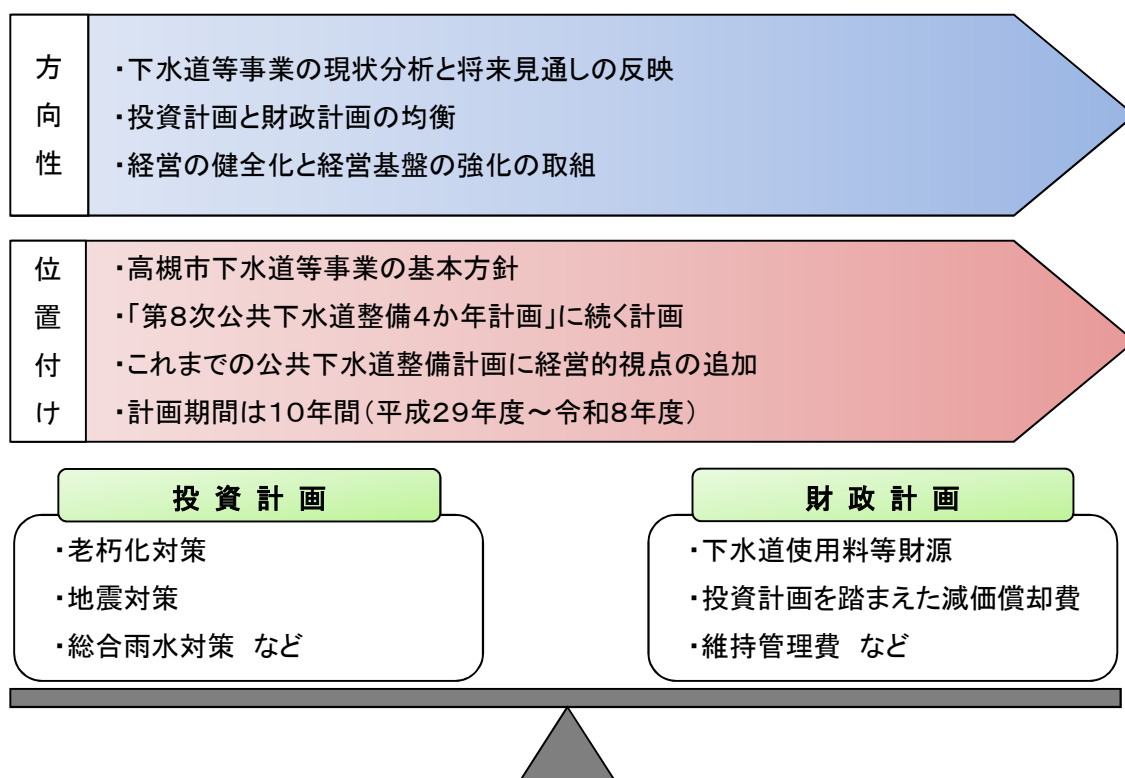 方向性
・下水道等事業の現状分析と将来見通しの反映
・投資計画と財政計画の均衡
・経営の健全化と経営基盤の強化の取組
位置付け
・高槻市下水道等事業の基本方針
・「第８次公共下水道整備４か年計画」に続く計画
・これまでの公共下水道整備計画に経営的視点の追加
・計画期間は１０年間（平成２９年度～令和８年度）
投資計画
・老朽化対策
・地震対策
・総合雨水対策　など
財政計画
・下水道使用料等財源
・投資計画を踏まえた減価償却費
・維持管理費　など